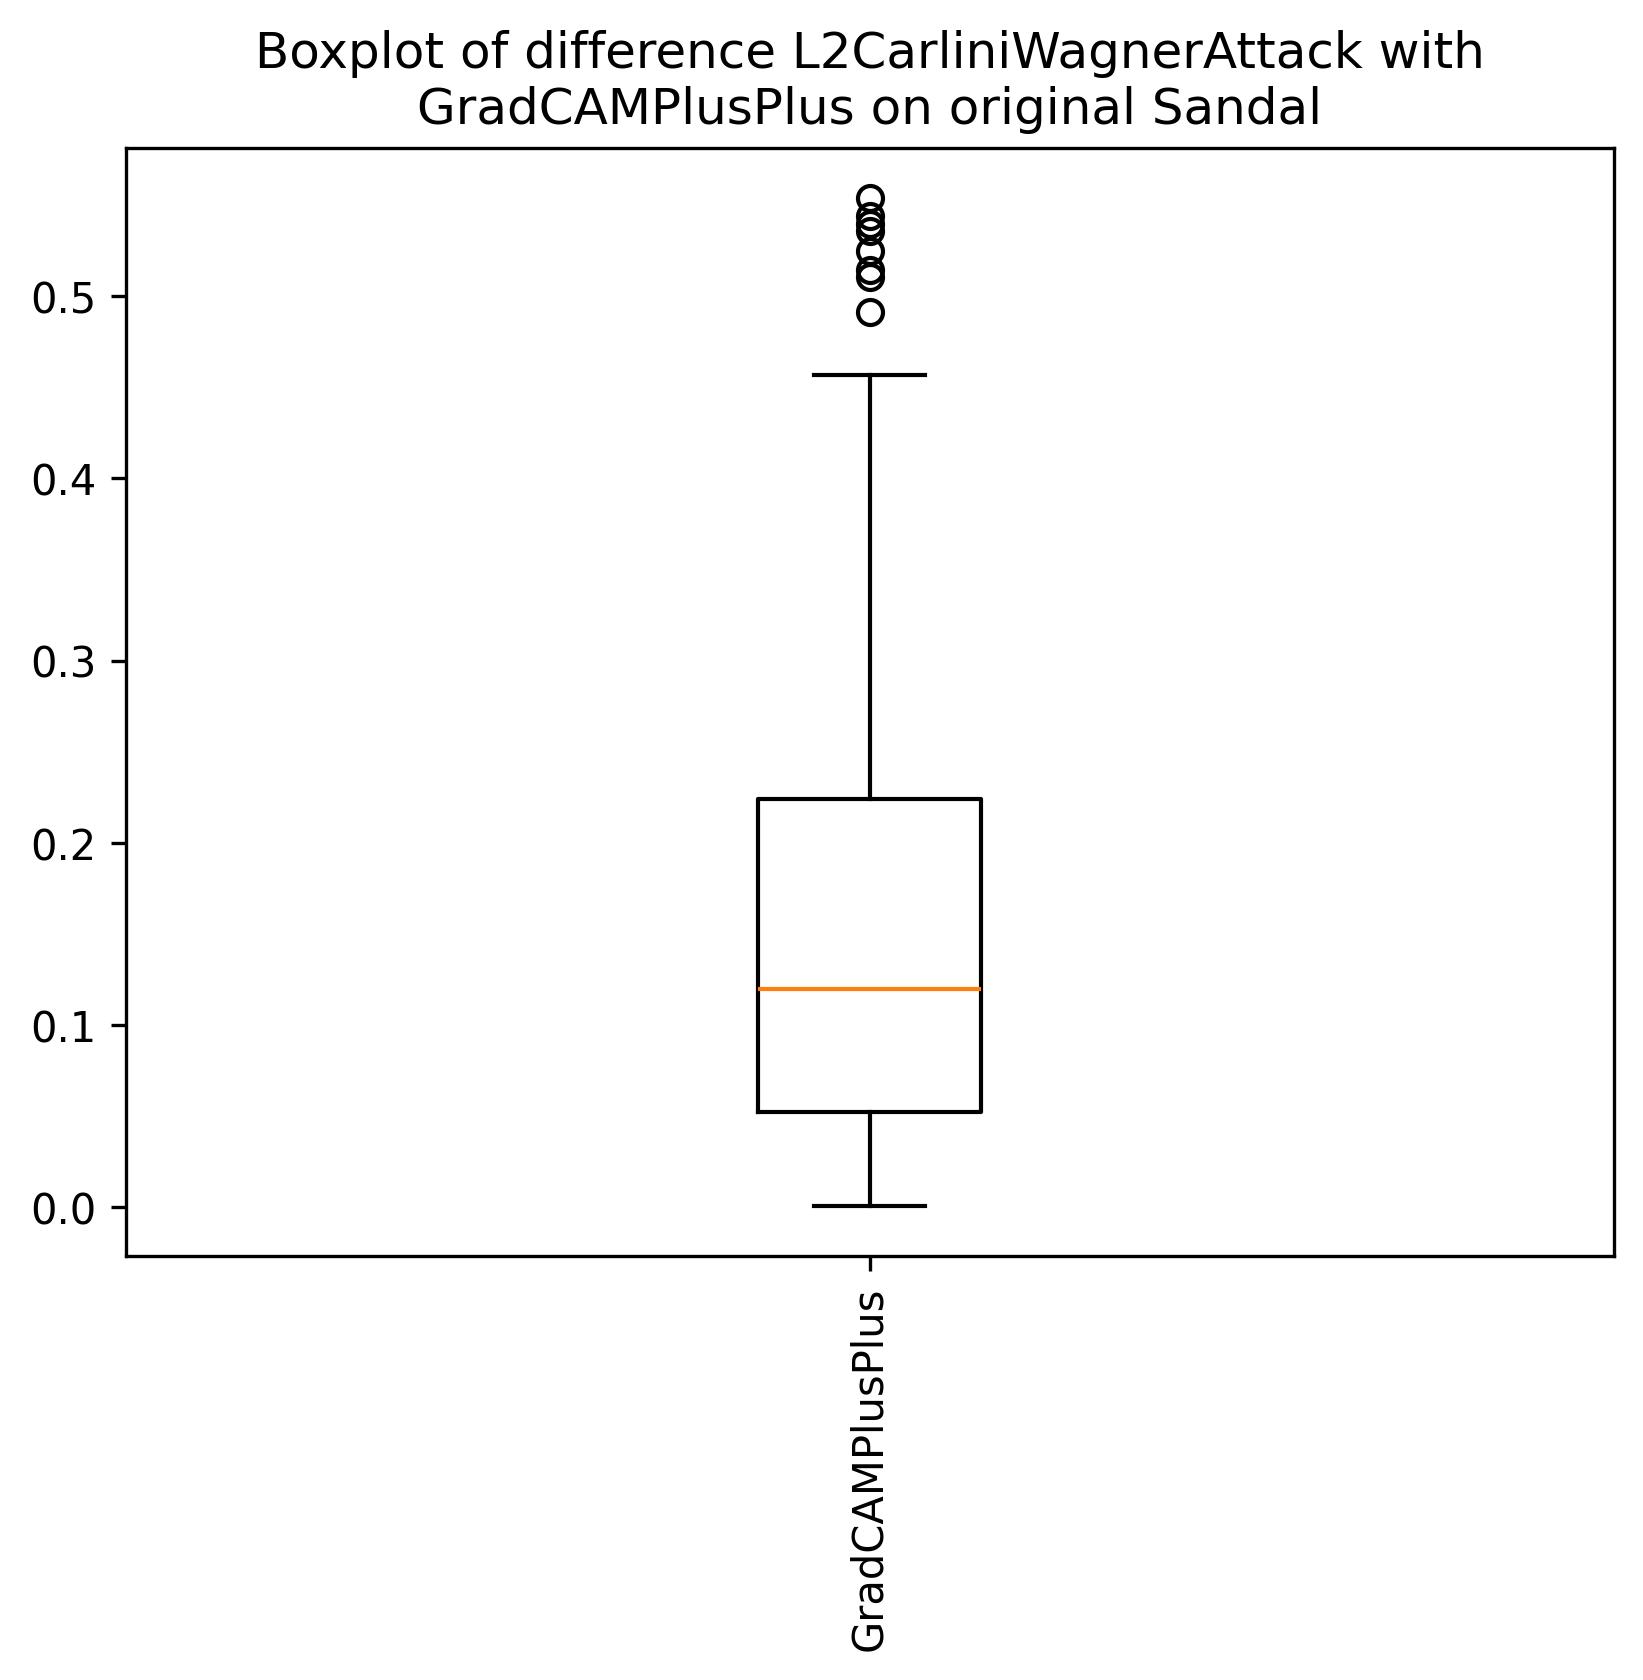 Boxplot of difference L2CarliniWagnerAttack with
GradCAMPlusPlus on original Sandal
0.5
0.4
0.3
0.2
0.1
0.0
GradCAMPlusPlus